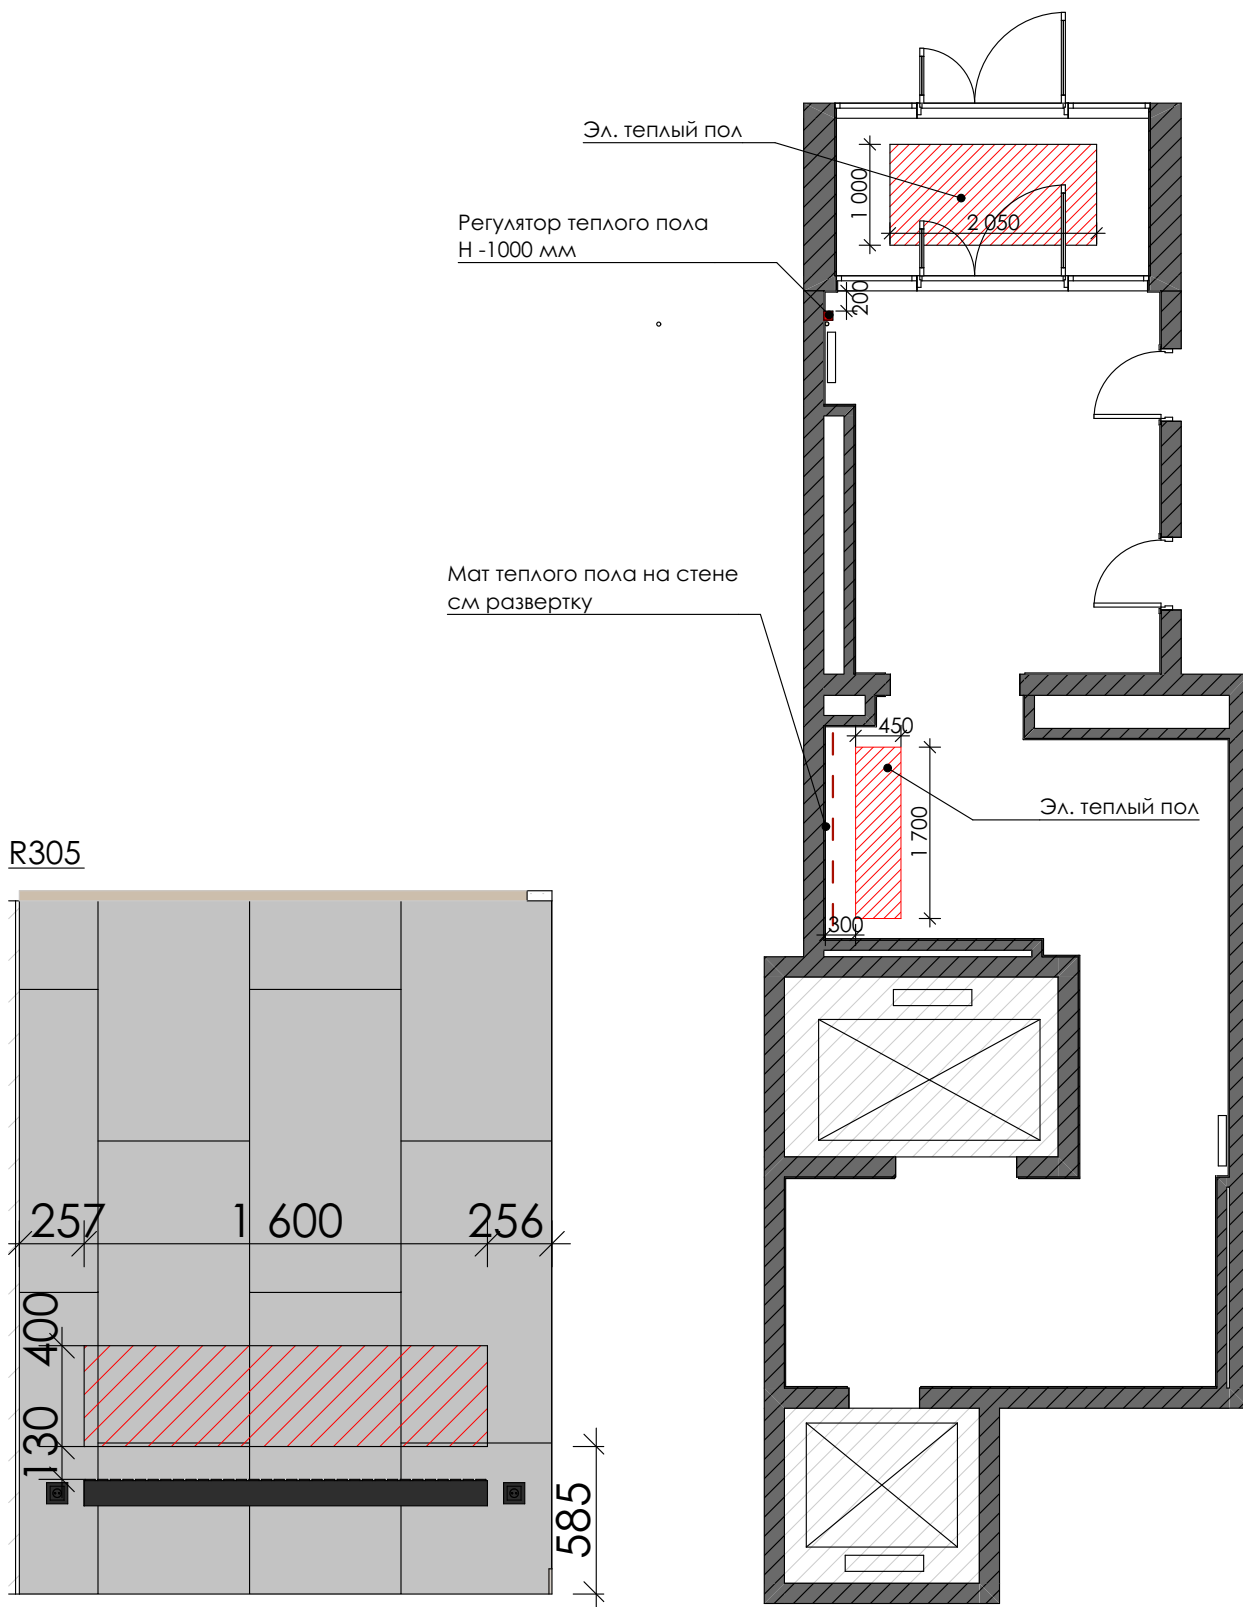 Эл. теплый пол
1 000
2 050
Регулятор теплого пола
H -1000 мм
200
Мат теплого пола на стене
см развертку
450
1 700
Эл. теплый пол
300
R305
257
1 600
256
400
130
585